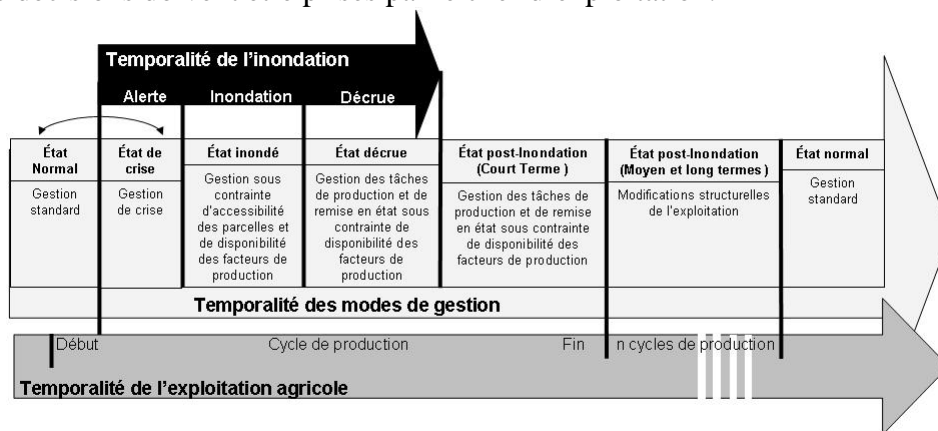 Temporalité de l'inondation
Alerte Inondation Décrue
État
Normal
Gestion
standard
État de
crise
Gestion
de crise
État inondé
Gestion sous
contrainte
d'accessibilité
des parcelles et
de disponibilité
des facteurs de
production
État décrue
Gestion des tâches
de production et de
remise en état sous
contrainte de
disponibilité des
facteurs de
production
État post-Inondation
(Court Terme )
Gestion des tâches de
production et de remise
en état sous contrainte
de disponibilité des
facteurs de production
État post-Inondation
(Moyen et long termes )
Modifications structurelles
de l'exploitation
État normal
Gestion
standard
Temporalité des modes de gestion
Début Cycle de production Fin n cycles de production
Temporalité de l'exploitation agricole